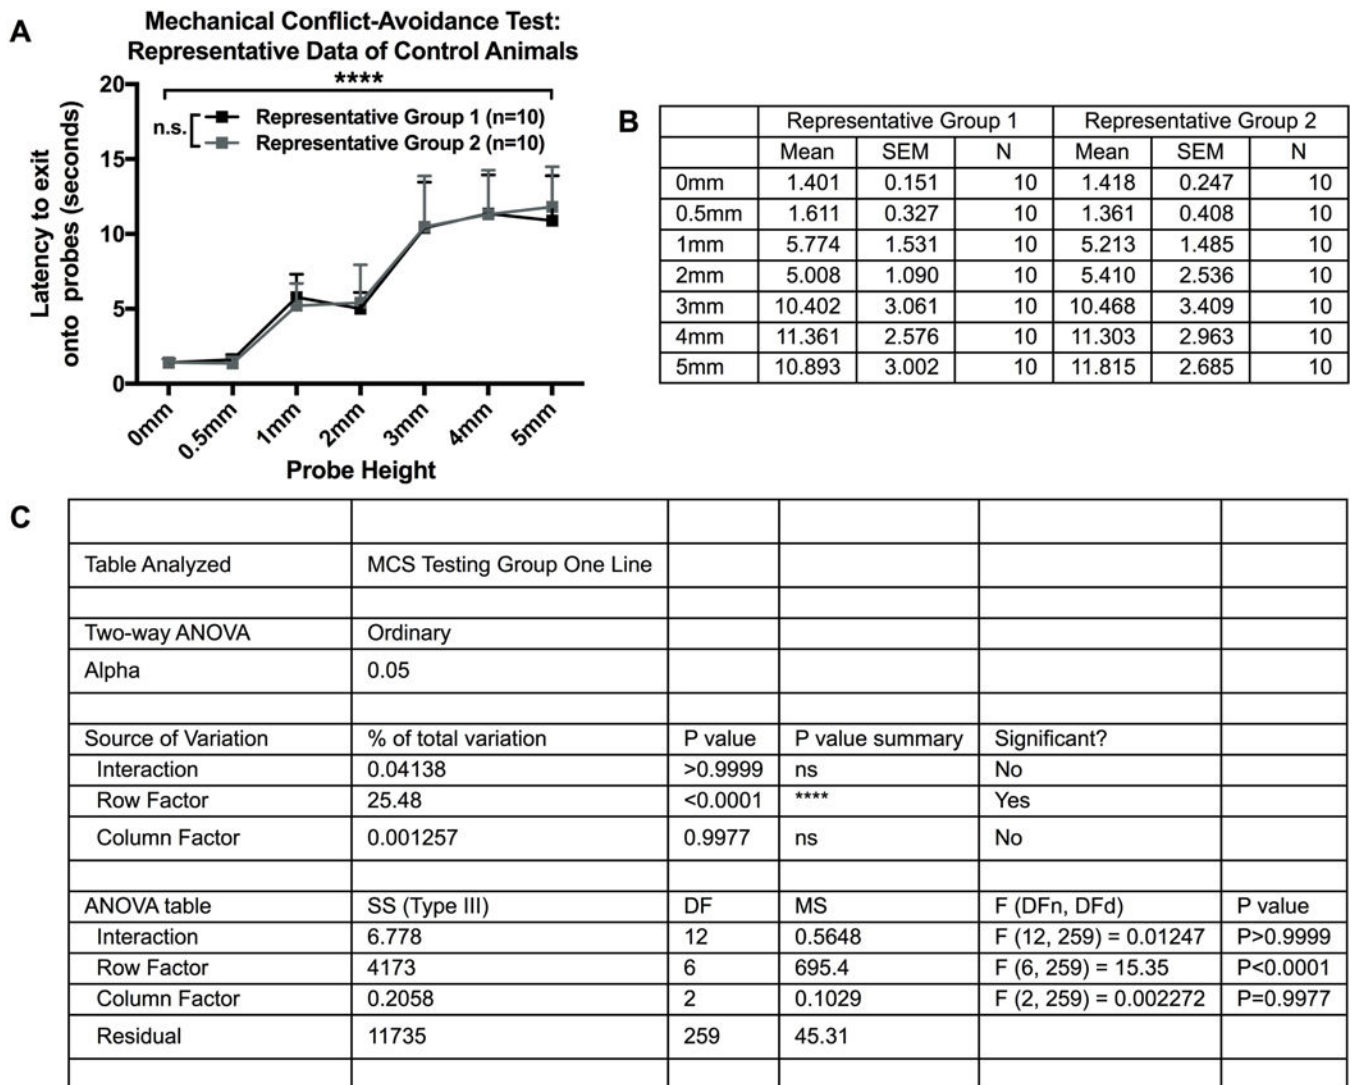 A
Mechanical Conflict-Avoidance Test:
Representative Data of Control Animals
****
n.s.
Representative Group 1 (n=10)
Representative Group 2 (n=10)
Latency to exit
onto probes (seconds)
20
15
10
5
0
0mm 0.5mm 1mm 2mm 3mm 4mm 5mm
Probe Height
B
Representative Group 1 Representative Group 2
Mean SEM N Mean SEM N
0mm 1.401 0.151 10 1.418 0.247 10
0.5mm 1.611 0.327 10 1.361 0.408 10
1mm 5.774 1.531 10 5.213 1.485 10
2mm 5.008 1.090 10 5.410 2.536 10
3mm 10.402 3.061 10 10.468 3.409 10
4mm 11.361 2.576 10 11.303 2.963 10
5mm 10.893 3.002 10 11.815 2.685 10
C
Table Analyzed MCS Testing Group One Line
Two-way ANOVA Ordinary
Alpha 0.05
Source of Variation % of total variation P value P value summary Significant?
Interaction 0.04138 >0.9999 ns No
Row Factor 25.48 <0.0001 **** Yes
Column Factor 0.001257 0.9977 ns No
ANOVA table SS (Type III) DF MS F (DFn, DFd) P value
Interaction 6.778 12 0.5648 F (12, 259) = 0.01247 P>0.9999
Row Factor 4173 6 695.4 F (6, 259) = 15.35 P<0.0001
Column Factor 0.2058 2 0.1029 F (2, 259) = 0.002272 P=0.9977
Residual 11735 259 45.31